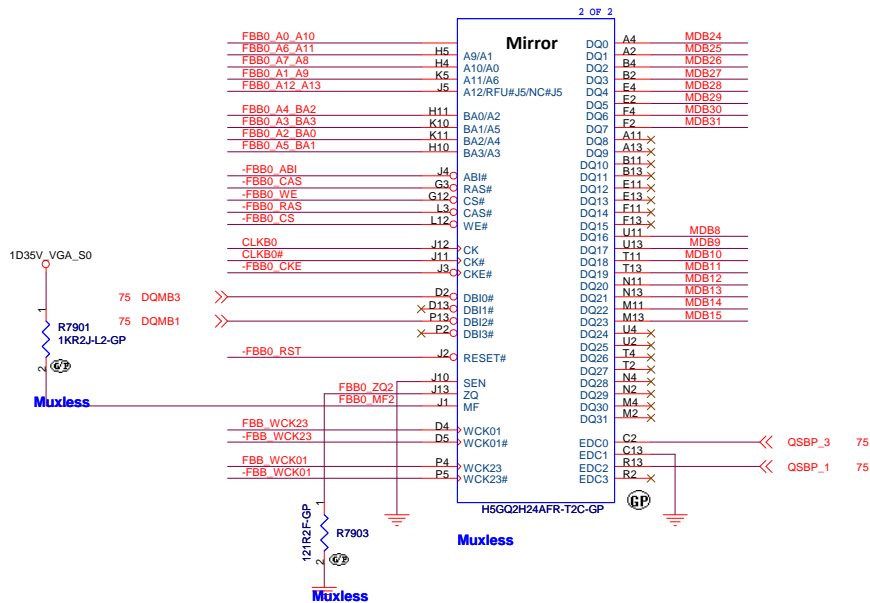 2 OF 2
Mirror
FBB0_A0_A10
FBB0_A6_A11 H5 A9/A1
FBB0_A7_A8 H4 A10/A0
FBB0_A1_A9 K5 A11/A6
FBB0_A12_A13 J5 A12/RFU#J5/NC#J5
FBB0_A4_BA2 H11 BA0/A2
FBB0_A3_BA3 K10 BA1/A5
FBB0_A2_BA0 K11 BA2/A4
FBB0_A5_BA1 H10 BA3/A3
-FBB0_ABI J4 ABI#
-FBB0_CAS G3 RAS#
-FBB0_WE G12 CS#
-FBB0_RAS L3 CAS#
-FBB0_CS L12 WE#
CLKB0 J12 CK
CLKB0# J11 CK#
-FBB0_CKE J3 CKE#
75 DQMB3 D2 DBI0#
D13 DBI1#
75 DQMB1 P13 DBI2#
P2 DBI3#
-FBB0_RST J2 RESET#
J10 SEN
FBB0_ZQ2 J13 ZQ
FBB0_MF2 J1 MF
FBB_WCK23 D4 WCK01
-FBB_WCK23 D5 WCK01#
FBB_WCK01 P4 WCK23
-FBB_WCK01 P5 WCK23#
DQ0 A4 MDB24
DQ1 A2 MDB25
DQ2 B4 MDB26
DQ3 B2 MDB27
DQ4 E4 MDB28
DQ5 E2 MDB29
DQ6 F4 MDB30
DQ7 F2 MDB31
DQ8 A11
DQ9 A13
DQ10 B11
DQ11 B13
DQ12 E11
DQ13 E13
DQ14 F11
DQ15 F13
DQ16 U11 MDB8
DQ17 U13 MDB9
DQ18 T11 MDB10
DQ19 T13 MDB11
DQ20 N11 MDB12
DQ21 N13 MDB13
DQ22 M11 MDB14
DQ23 M13 MDB15
DQ24 U4
DQ25 U2
DQ26 T4
DQ27 T2
DQ28 N4
DQ29 N2
DQ30 M4
DQ31 M2
EDC0 C2 QSBP_3 75
EDC1 C13
EDC2 R13 QSBP_1 75
EDC3 R2
H5GQ2H24AFR-T2C-GP
GP
Muxless
1D35V_VGA_S0
1
R7901
1KR2J-L2-GP
2
G/P
Muxless
1
121R2F-GP
R7903
2
G/P
Muxless